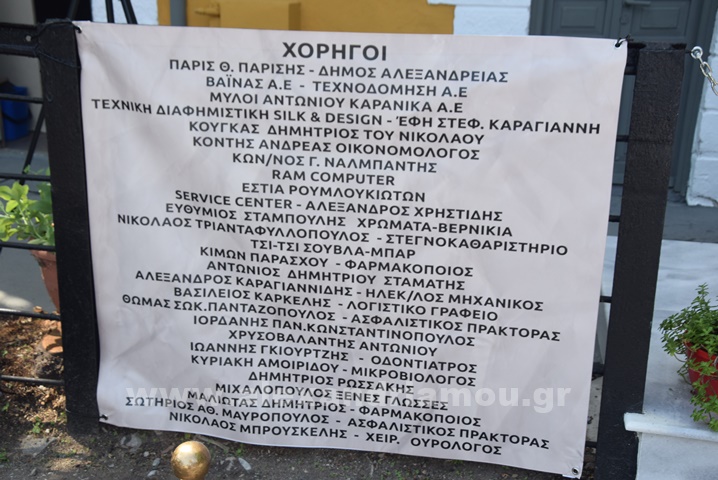 ΧΟΡΗΓΟΙ
ΠΑΡΙΣ Θ. ΠΑΡΙΣΗΣ - ΔΗΜΟΣ ΑΛΕΞΑΝΔΡΕΙΑΣ
ΒΑΪΝΑΣ Α.Ε - ΤΕΧΝΟΔΟΜΗΣΗ Α.Ε
ΜΥΛΟΙ ΑΝΤΩΝΙΟΥ ΚΑΡΑΝΙΚΑ Α.Ε
ΤΕΧΝΙΚΗ ΔΙΑΦΗΜΙΣΤΙΚΗ SILK & DESIGN - ΈΦΗ ΣΤΕΦ. ΚΑΡΑΓΙΑΝΝΗ
ΚΟΥΓΚΑΣ ΔΗΜΗΤΡΙΟΣ ΤΟΥ ΝΙΚΟΛΑΟΥ
ΚΟΝΤΗΣ ΑΝΔΡΕΑΣ ΟΙΚΟΝΟΜΟΛΟΓΟΣ
ΚΩΝ/ΝΟΣ Γ. ΝΑΛΜΠΑΝΤΗΣ
RAM COMPUTER
ΕΣΤΙΑ ΡΟΥΜΛΟΥΚΙΩΤΩΝ
SERVICE CENTER - ΑΛΕΞΑΝΔΡΟΣ ΧΡΗΣΤΙΔΗΣ
ΕΥΘΥΜΙΟΣ ΣΤΑΜΠΟΥΛΗΣ ΧΡΩΜΑΤΑ-ΒΕΡΝΙΚΙΑ
ΝΙΚΟΛΑΟΣ ΤΡΙΑΝΤΑΦΥΛΛΟΠΟΥΛΟΣ - ΣΤΕΓΝΟΚΑΘΑΡΙΣΤΗΡΙΟ
ΤΣΙ-ΤΣΙ ΣΟΥΒΛΑ-ΜΠΑΡ
ΚΙΜΩΝ ΠΑΡΑΣΧΟΥ - ΦΑΡΜΑΚΟΠΟΙΟΣ
ΑΝΤΩΝΙΟΣ ΔΗΜΗΤΡΙΟΥ ΣΤΑΜΑΤΗΣ
ΑΛΕΞΑΝΔΡΟΣ ΚΑΡΑΓΙΑΝΝΙΔΗΣ - ΗΛΕΚ/ΛΟΣ ΜΗΧΑΝΙΚΟΣ
ΒΑΣΙΛΕΙΟΣ ΚΑΡΚΕΛΗΣ - ΛΟΓΙΣΤΙΚΟ ΓΡΑΦΕΙΟ
ΘΩΜΑΣ ΣΩΚ.ΠΑΝΤΑΖΟΠΟΥΛΟΣ - ΑΣΦΑΛΙΣΤΙΚΟΣ ΠΡΑΚΤΟΡΑΣ
ΙΟΡΔΑΝΗΣ ΠΑΝ.ΚΩΝΣΤΑΝΤΙΝΟΠΟΥΛΟΣ
ΧΡΥΣΟΒΑΛΑΝΤΗΣ ΑΝΤΩΝΙΟΥ
ΙΩΑΝΝΗΣ ΓΚΙΟΥΡΤΖΗΣ - ΟΔΟΝΤΙΑΤΡΟΣ
ΚΥΡΙΑΚΗ ΑΜΟΙΡΙΔΟΥ - ΜΙΚΡΟΒΙΟΛΟΓΟΣ
ΔΗΜΗΤΡΙΟΣ ΡΩΣΣΑΚΗΣ
ΜΙΧΑΛΟΠΟΥΛΟΣ ΞΕΝΕΣ ΓΛΩΣΣΕΣ
ΜΑΛΙΩΤΑΣ ΔΗΜΗΤΡΙΟΣ - ΦΑΡΜΑΚΟΠΟΙΟΣ
ΣΩΤΗΡΙΟΣ ΑΘ. ΜΑΥΡΟΠΟΥΛΟΣ - ΑΣΦΑΛΙΣΤΙΚΟΣ ΠΡΑΚΤΟΡΑΣ
ΝΙΚΟΛΑΟΣ ΜΠΡΟΥΣΚΕΛΗΣ - ΧΕΙΡ. ΟΥΡΟΛΟΓΟΣ